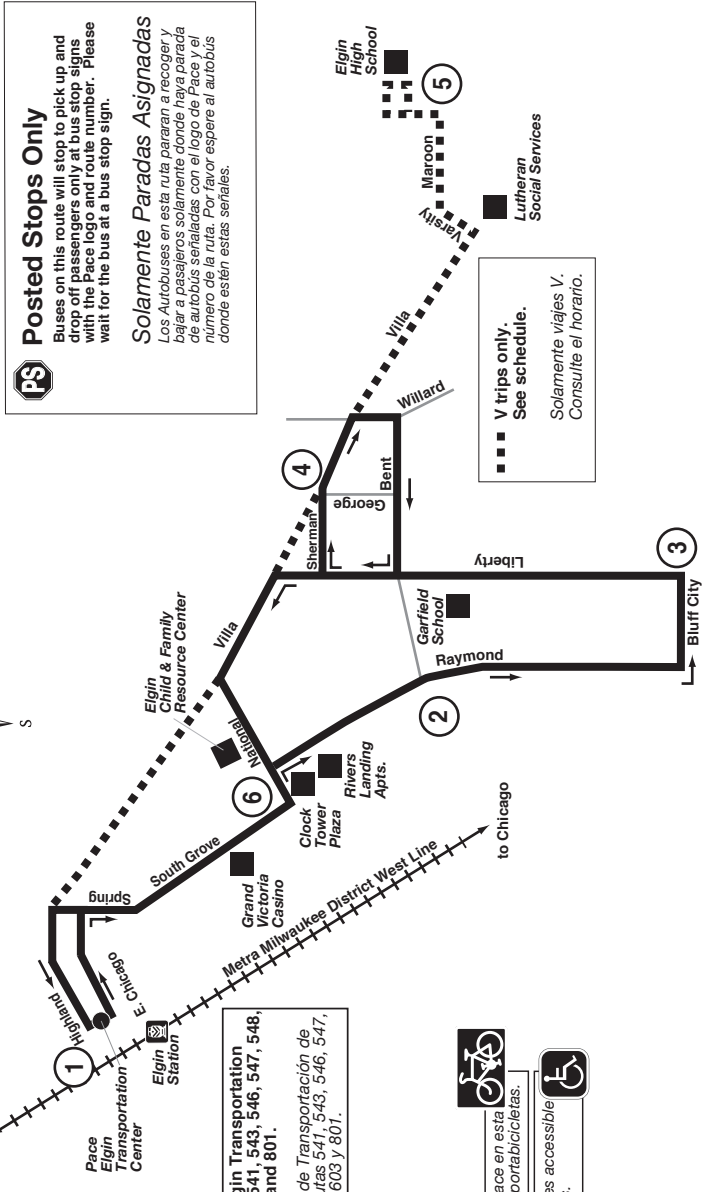 PS Posted Stops Only
Buses on this route will stop to pick up and
drop off passengers only at bus stop signs
with the Pace logo and route number. Please
wait for the bus at a bus stop sign.
Solamente Paradas Asignadas
Los Autobuses en esta ruta pararan a recoger y
bajar a pasajeros solamente donde haya parada
de autobús señaladas con el logo de Pace y el
número de la ruta. Por favor espere al autobús
donde estén estas señales.
S
Elgin
High
School
5
Maroon
Varsity
Lutheran
Social Services
Villa
Willard
4
Sherman
George
Bent
V trips only.
See schedule.
Solamente viajes V.
Consulte el horario.
Liberty
3
Bluff City
Garfield
School
Raymond
2
Villa
Elgin
Child & Family
Resource Center
National
6
Clock
Tower
Plaza
Rivers
Landing
Apts.
South Grove
Spring
Grand
Victoria
Casino
Metra Milwaukee District West Line
to Chicago
Highland
E. Chicago
1
Pace
Elgin
Transportation
Center
Elgin
Station
gin Transportation
541, 543, 546, 547, 548,
and 801.
de Transportación de
utas 541, 543, 546, 547,
603 y 801.
ace en esta
portabicicletas.
es accessible
s.